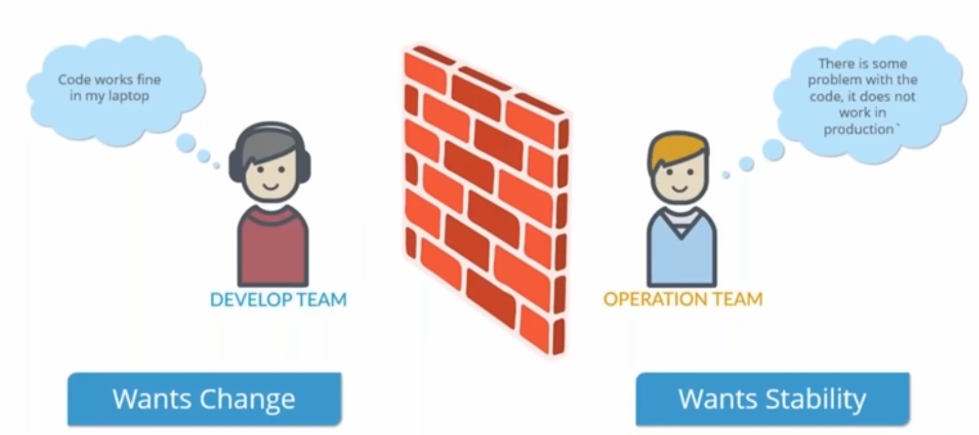 Code works fine
in my laptop
There is some
problem with the
code, it does not
work in
production`
DEVELOP TEAM
OPERATION TEAM
Wants Change
Wants Stability